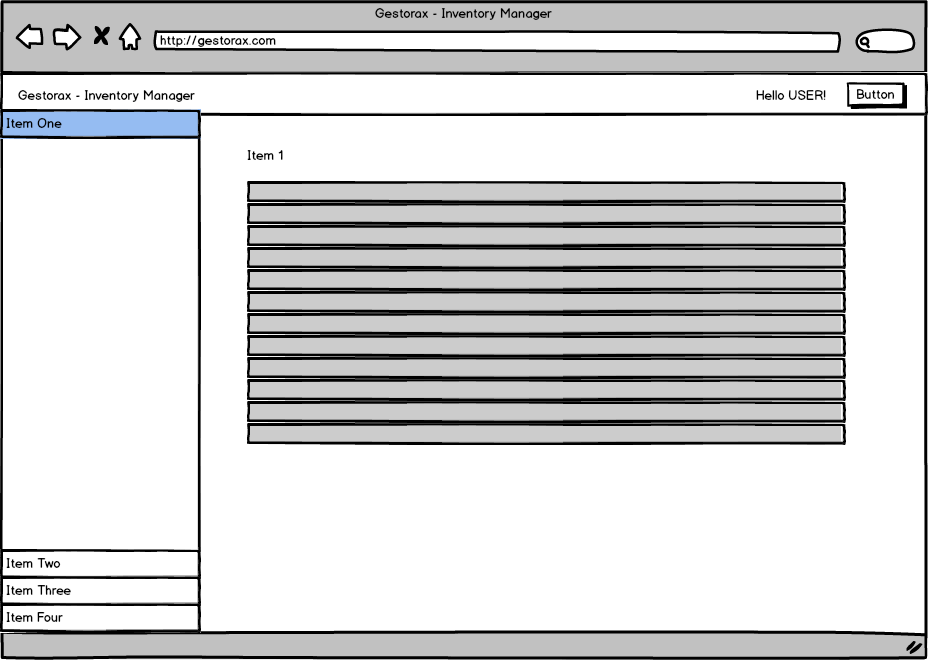 Gestorax - Inventory Manager
http://gestorax.com
Gestorax - Inventory Manager
Hello USER!
Button
Item One
Item 1
Item Two
Item Three
Item Four